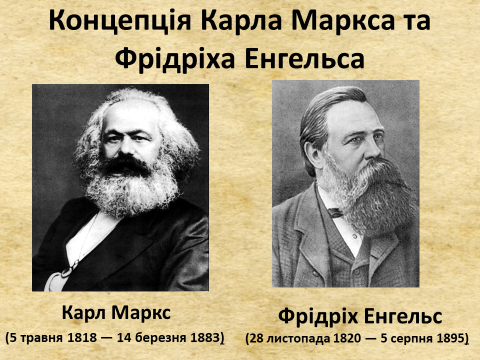 Концепція Карла Маркса та
Фрідріха Енгельса
Карл Маркс
(5 травня 1818 — 14 березня 1883)
Фрідріх Енгельс
(28 листопада 1820 — 5 серпня 1895)